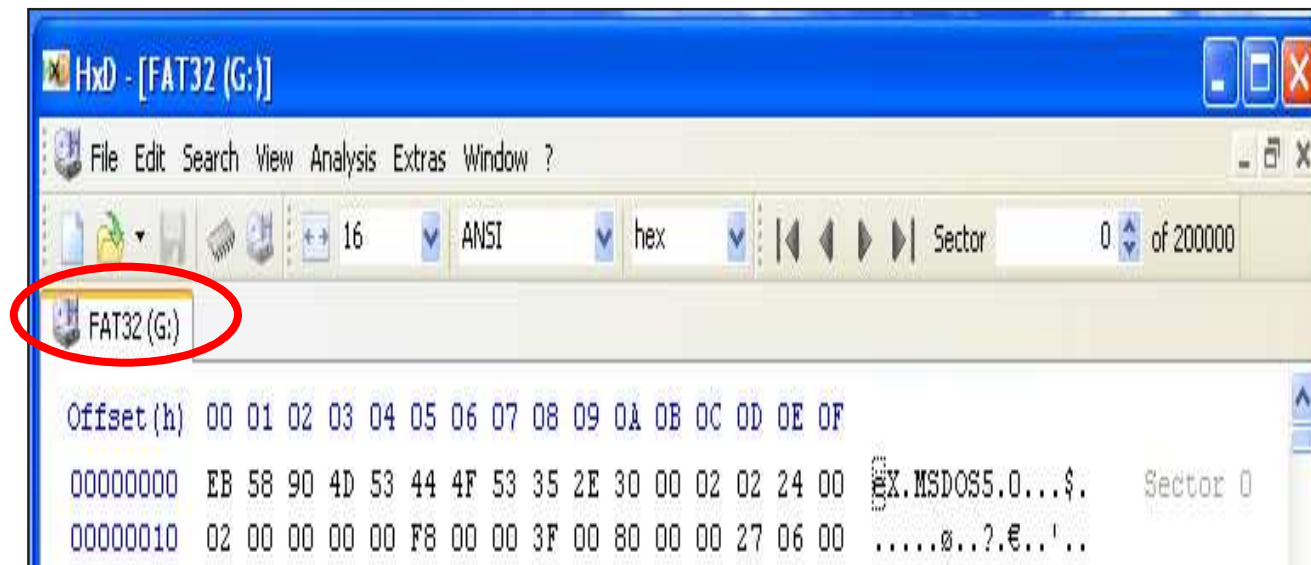 HxD - [FAT32 (G:)]
File Edit Search View Analysis Extras Window ?
16 ANSI hex Sector 0 of 200000
FAT32 (G:)
Offset(h) 00 01 02 03 04 05 06 07 08 09 0A 0B 0C 0D 0E 0F
00000000 EB 58 90 4D 53 44 4F 53 35 2E 30 00 02 02 24 00 ëX.MSDOS5.0...$. Sector 0
00000010 02 00 00 00 00 F8 00 00 3F 00 80 00 00 27 06 00 .....ø..?.€..'..